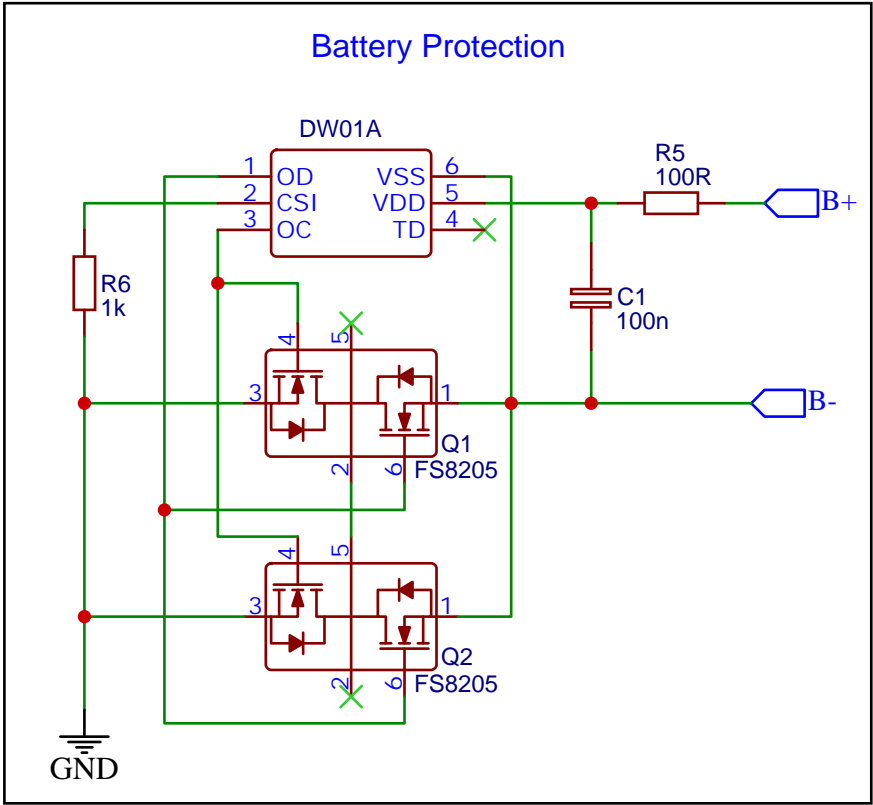 Battery Protection
DW01A
1 OD VSS 6
2 CSI VDD 5
3 OC TD 4
R5
100R
B+
R6
1k
C1
100n
4 5
3 1
B-
2 6
Q1
FS8205
4 5
3 1
2 6
Q2
FS8205
GND